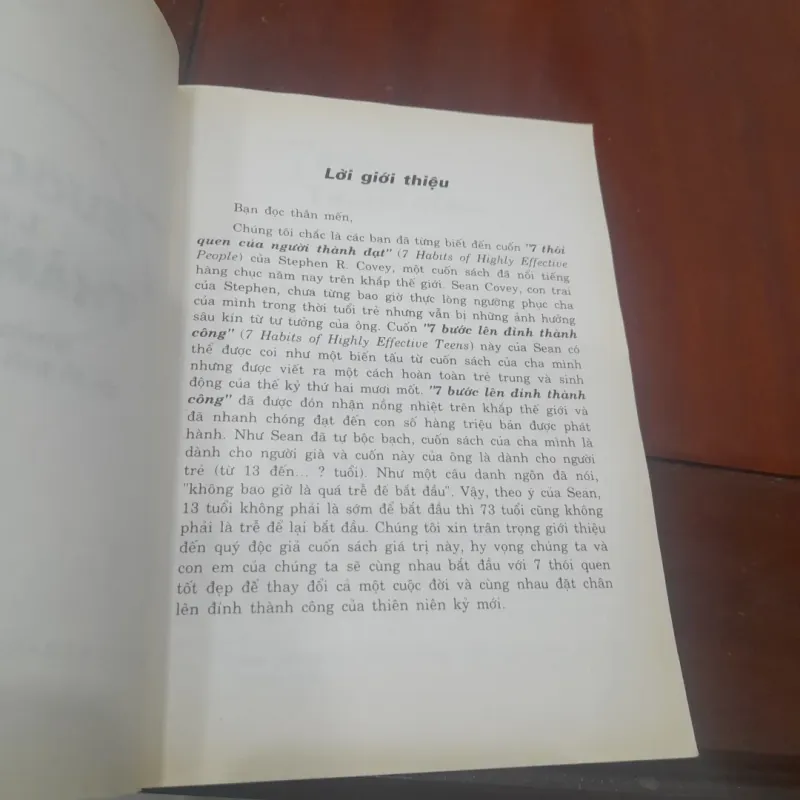 Lời giới thiệu
Bạn đọc thân mến,
Chúng tôi chắc là các bạn đã từng biết đến cuốn "7 thói
quen của người thành đạt" (7 Habits of Highly Effective
People) của Stephen R. Covey, một cuốn sách đã nổi tiếng
hàng chục năm nay trên khắp thế giới. Sean Covey, con trai
của Stephen, chưa từng bao giờ thực lòng ngưỡng phục cha
của mình trong thời tuổi trẻ nhưng vẫn bị những ảnh hưởng
sâu kín từ tư tưởng của ông. Cuốn "7 bước lên đỉnh thành
công" (7 Habits of Highly Effective Teens) này của Sean có
thể được coi như một biến tấu từ cuốn sách của cha mình
nhưng được viết ra một cách hoàn toàn trẻ trung và sinh
động của thế kỷ thứ hai mươi mốt. "7 bước lên đỉnh thành
công" đã được đón nhận nồng nhiệt trên khắp thế giới và
đã nhanh chóng đạt đến con số hàng triệu bản được phát
hành. Như Sean đã tự bộc bạch, cuốn sách của cha mình là
dành cho người già và cuốn này của ông là dành cho người
trẻ (từ 13 đến... ? tuổi). Như một câu danh ngôn đã nói,
"không bao giờ là quá trễ để bắt đầu". Vậy, theo ý của Sean,
13 tuổi không phải là sớm để bắt đầu thì 73 tuổi cũng không
phải là trễ để lại bắt đầu. Chúng tôi xin trân trọng giới thiệu
đến quý độc giả cuốn sách giá trị này, hy vọng chúng ta và
con em của chúng ta sẽ cùng nhau bắt đầu với 7 thói quen
tốt đẹp để thay đổi cả một cuộc đời và cùng nhau đặt chân
lên đỉnh thành công của thiên niên kỷ mới.